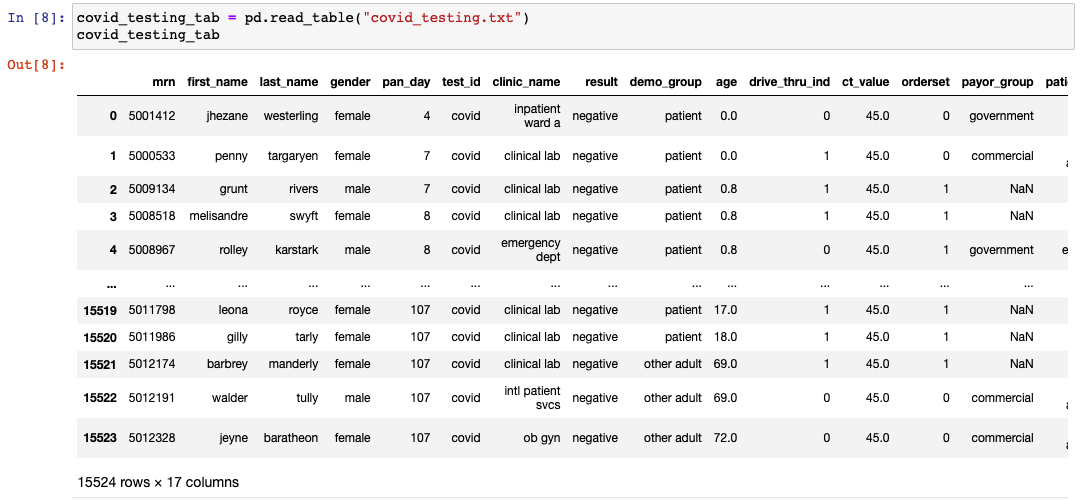 In [8]: covid_testing_tab = pd.read_table("covid_testing.txt")
covid_testing_tab
Out[8]:
mrn first_name last_name gender pan_day test_id clinic_name result demo_group age drive_thru_ind ct_value orderset payor_group patie
0 5001412 jhezane westerling female 4 covid inpatient ward a negative patient 0.0 0 45.0 0 government
1 5000533 penny targaryen female 7 covid clinical lab negative patient 0.0 1 45.0 0 commercial
2 5009134 grunt rivers male 7 covid clinical lab negative patient 0.8 1 45.0 1 NaN
3 5008518 melisandre swyft female 8 covid clinical lab negative patient 0.8 1 45.0 1 NaN
4 5008967 rolley karstark male 8 covid emergency dept negative patient 0.8 0 45.0 1 government e
... ... ... ... ... ... ... ... ... ... ... ... ... ... ...
15519 5011798 leona royce female 107 covid clinical lab negative patient 17.0 1 45.0 1 NaN
15520 5011986 gilly tarly female 107 covid clinical lab negative patient 18.0 1 45.0 1 NaN
15521 5012174 barbrey manderly female 107 covid clinical lab negative other adult 69.0 1 45.0 1 NaN
15522 5012191 walder tully male 107 covid intl patient svcs negative other adult 69.0 0 45.0 0 commercial
15523 5012328 jeyne baratheon female 107 covid ob gyn negative other adult 72.0 0 45.0 0 commercial
15524 rows × 17 columns